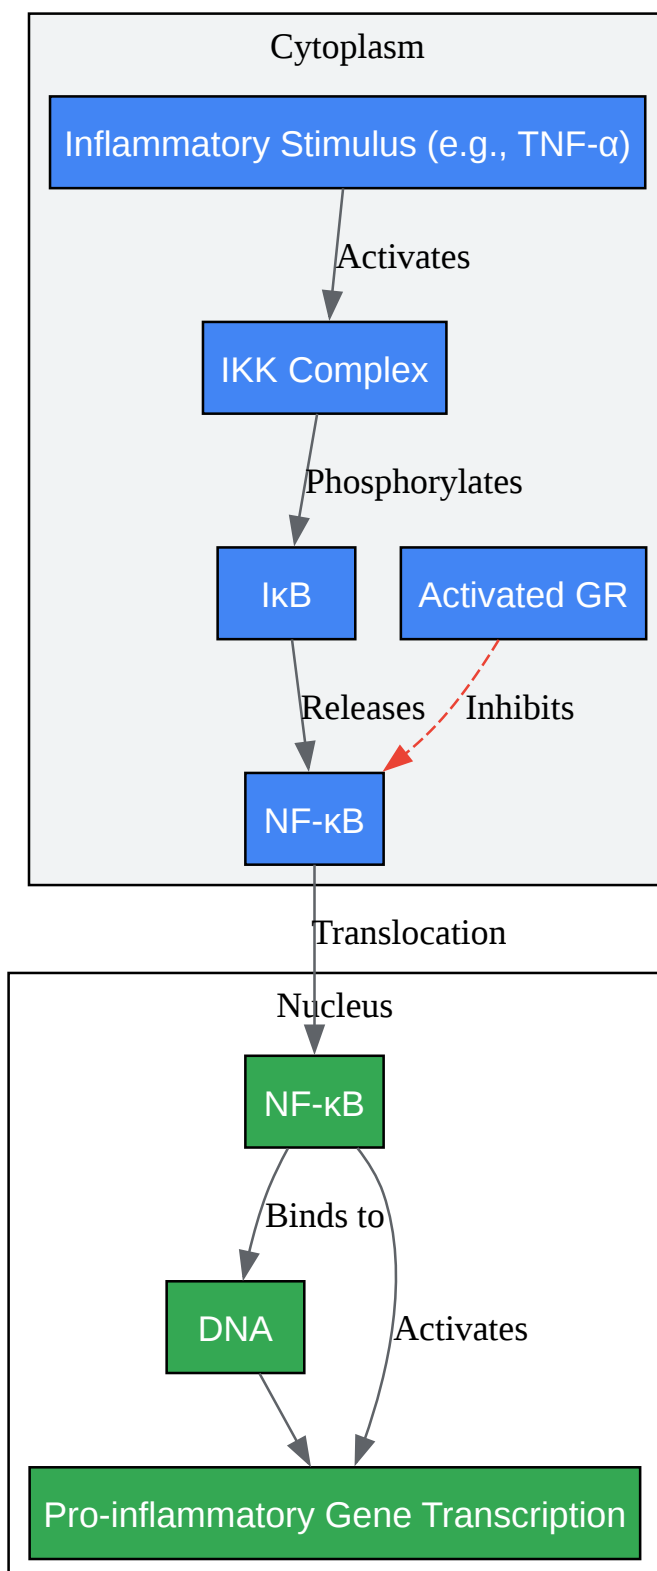 Cytoplasm
Inflammatory Stimulus (e.g., TNF-α)
Activates
IKK Complex
Phosphorylates
IκB
Activated GR
Releases
Inhibits
NF-κB
Translocation
Nucleus
NF-κB
Binds to
DNA
Activates
Pro-inflammatory Gene Transcription